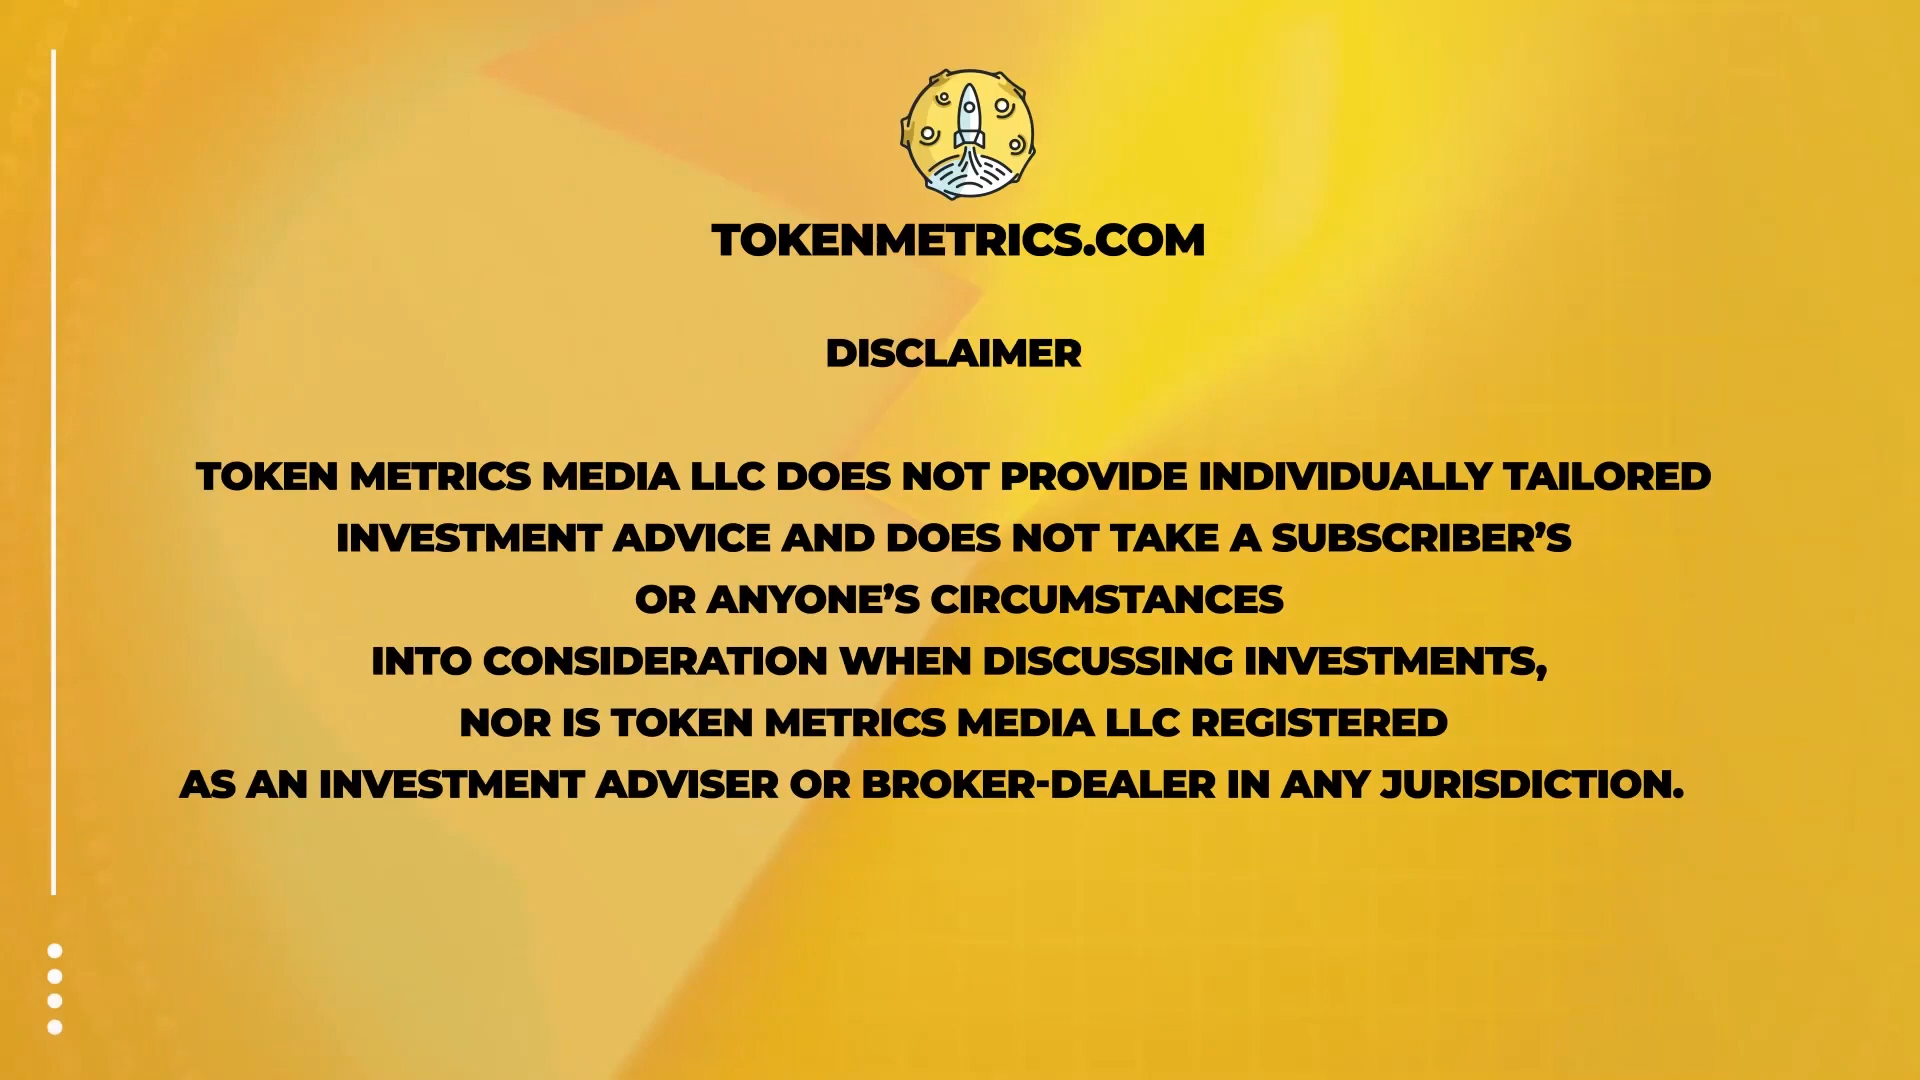 TOKENMETRICS.COM
DISCLAIMER
TOKEN METRICS MEDIA LLC DOES NOT PROVIDE INDIVIDUALLY TAILORED
INVESTMENT ADVICE AND DOES NOT TAKE A SUBSCRIBER’S
OR ANYONE’S CIRCUMSTANCES
INTO CONSIDERATION WHEN DISCUSSING INVESTMENTS,
NOR IS TOKEN METRICS MEDIA LLC REGISTERED
AS AN INVESTMENT ADVISER OR BROKER-DEALER IN ANY JURISDICTION.